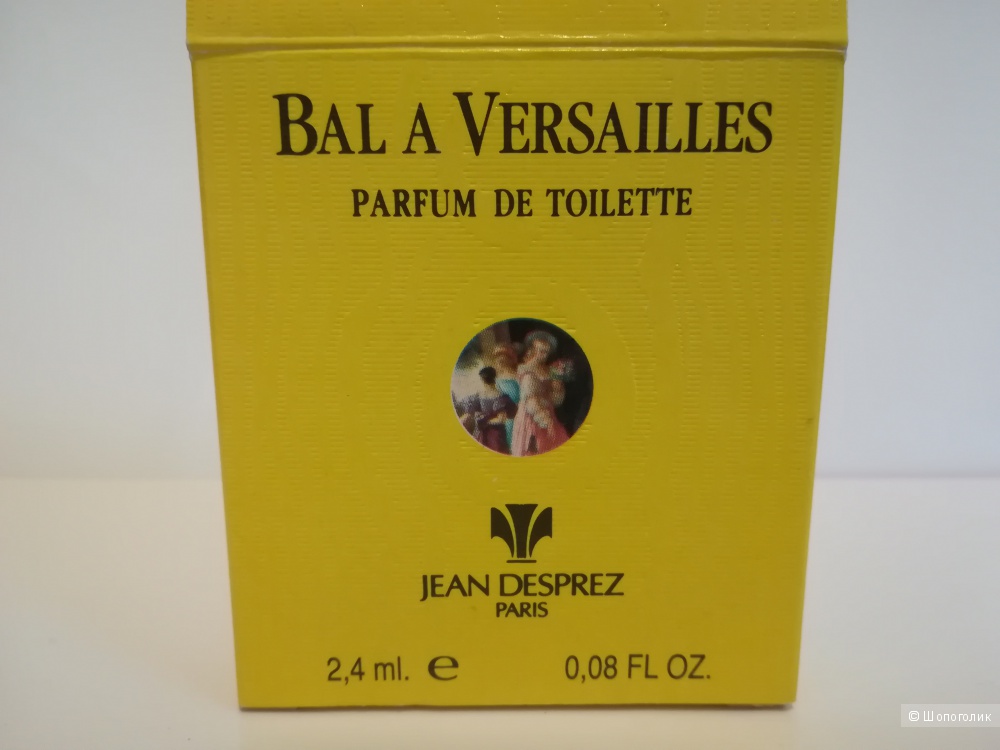 BAL A VERSAILLES
PARFUM DE TOILETTE
JEAN DESPREZ
PARIS
2,4 ml. ℮ 0,08 FL OZ.
© Шопоголик